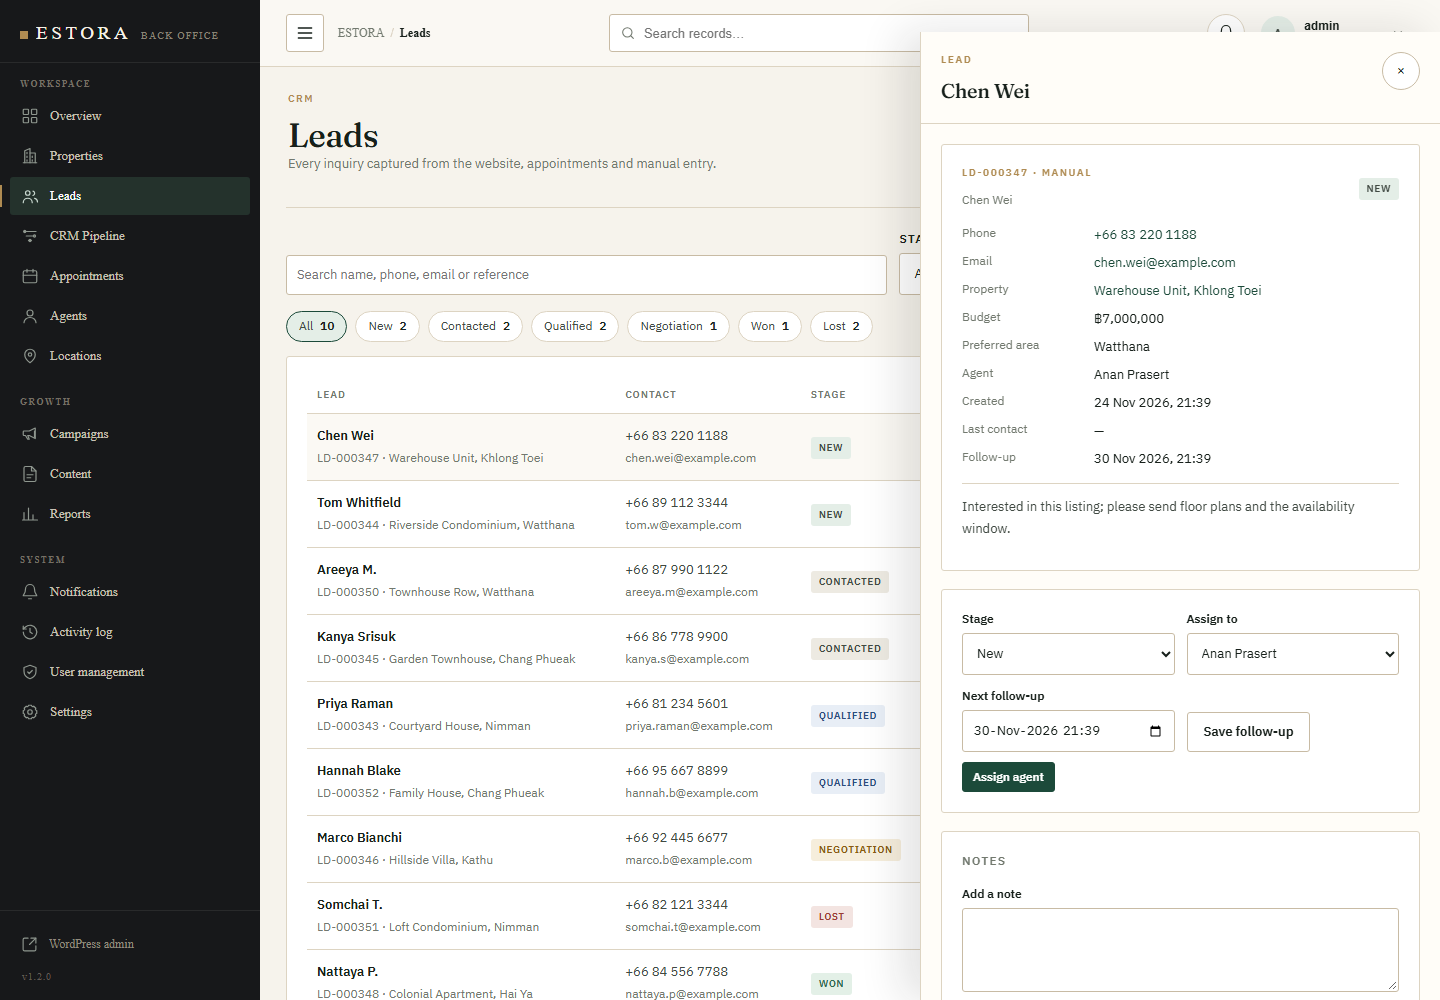 ESTORA BACK OFFICE
WORKSPACE
Overview
Properties
Leads
CRM Pipeline
Appointments
Agents
Locations
GROWTH
Campaigns
Content
Reports
SYSTEM
Notifications
Activity log
User management
Settings
WordPress admin
v1.2.0
ESTORA / Leads
Search records...
admin
CRM
Leads
Every inquiry captured from the website, appointments and manual entry.
Search name, phone, email or reference
All 10
New 2
Contacted 2
Qualified 2
Negotiation 1
Won 1
Lost 2
LEAD CONTACT STAGE
Chen Wei +66 83 220 1188 NEW
LD-000347 · Warehouse Unit, Khlong Toei chen.wei@example.com
Tom Whitfield +66 89 112 3344 NEW
LD-000344 · Riverside Condominium, Watthana tom.w@example.com
Areeya M. +66 87 990 1122 CONTACTED
LD-000350 · Townhouse Row, Watthana areeya.m@example.com
Kanya Srisuk +66 86 778 9900 CONTACTED
LD-000345 · Garden Townhouse, Chang Phueak kanya.s@example.com
Priya Raman +66 81 234 5601 QUALIFIED
LD-000343 · Courtyard House, Nimman priya.raman@example.com
Hannah Blake +66 95 667 8899 QUALIFIED
LD-000352 · Family House, Chang Phueak hannah.b@example.com
Marco Bianchi +66 92 445 6677 NEGOTIATION
LD-000346 · Hillside Villa, Kathu marco.b@example.com
Somchai T. +66 82 121 3344 LOST
LD-000351 · Loft Condominium, Nimman somchai.t@example.com
Nattaya P. +66 84 556 7788 WON
LD-000348 · Colonial Apartment, Hai Ya nattaya.p@example.com
LEAD
Chen Wei
×
LD-000347 · MANUAL
Chen Wei
NEW
Phone +66 83 220 1188
Email chen.wei@example.com
Property Warehouse Unit, Khlong Toei
Budget ฿7,000,000
Preferred area Watthana
Agent Anan Prasert
Created 24 Nov 2026, 21:39
Last contact —
Follow-up 30 Nov 2026, 21:39
Interested in this listing; please send floor plans and the availability
window.
Stage Assign to
New Anan Prasert
Next follow-up
30-Nov-2026 21:39 Save follow-up
Assign agent
NOTES
Add a note